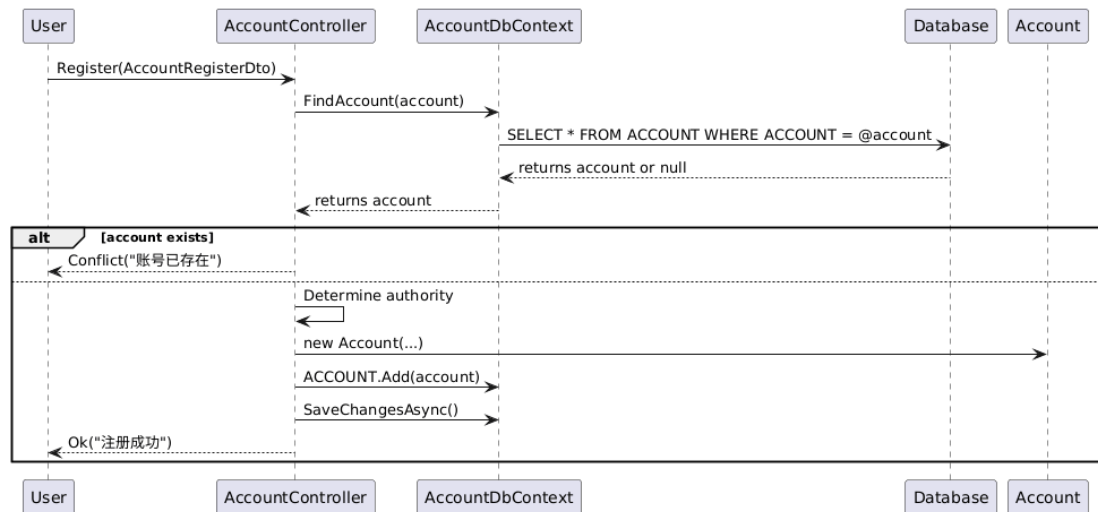 User AccountController AccountDbContext Database Account
Register(AccountRegisterDto)
FindAccount(account)
SELECT * FROM ACCOUNT WHERE ACCOUNT = @account
returns account or null
returns account
alt [account exists]
Conflict("账号已存在")
Determine authority
new Account(...)
ACCOUNT.Add(account)
SaveChangesAsync()
Ok("注册成功")
User AccountController AccountDbContext Database Account